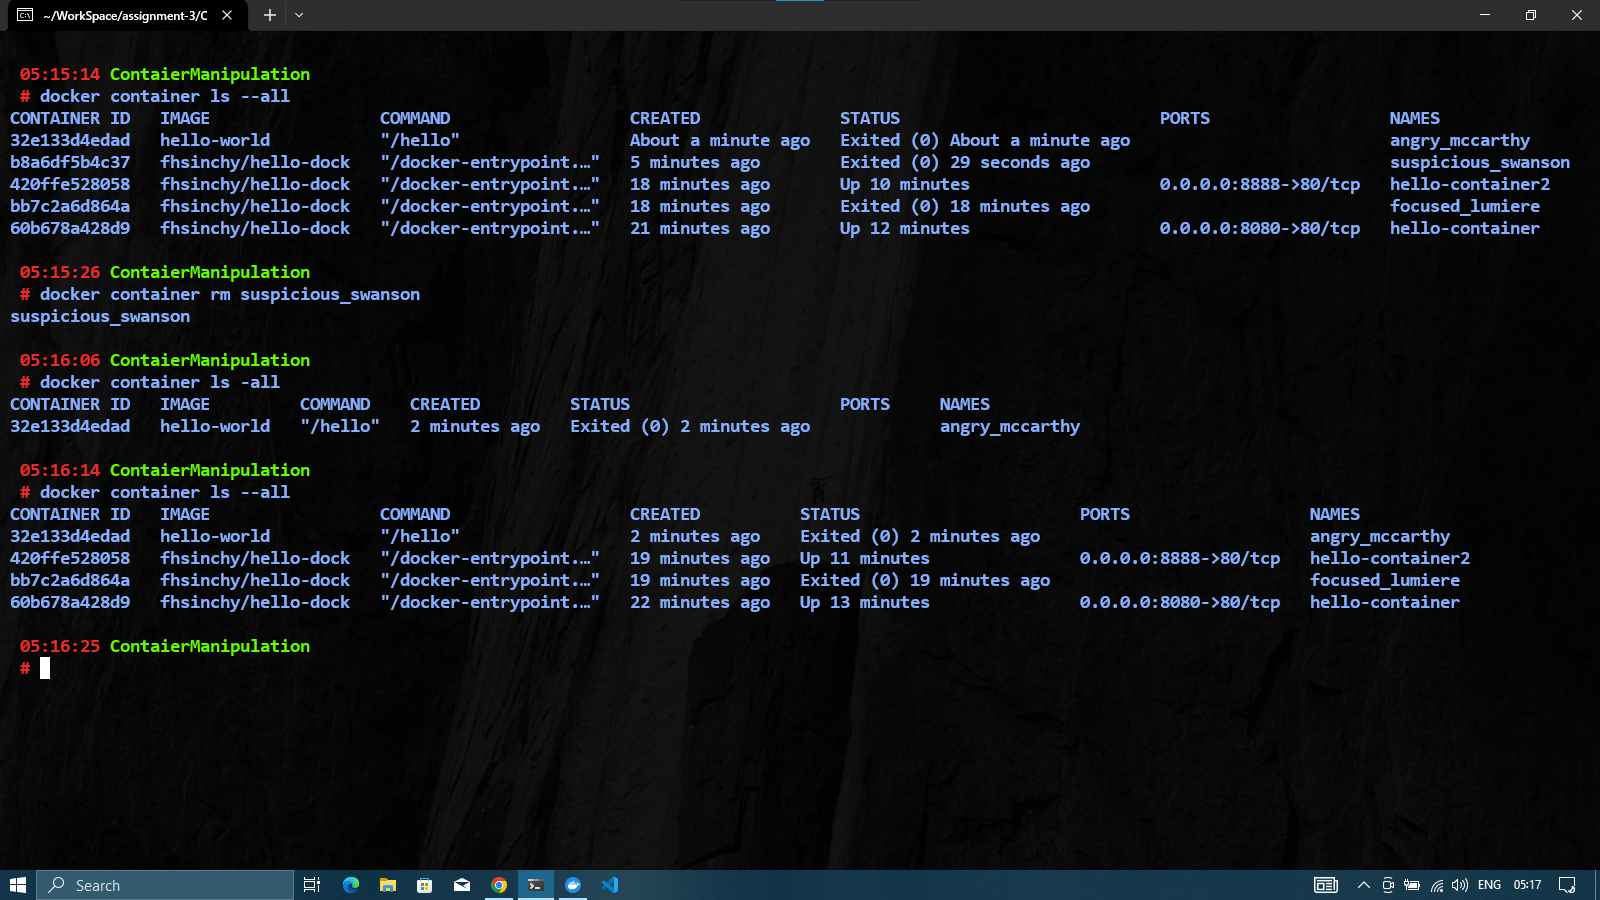 ~/WorkSpace/assignment-3/C
05:15:14 ContaierManipulation
# docker container ls --all
CONTAINER ID IMAGE COMMAND CREATED STATUS PORTS NAMES
32e133d4edad hello-world "/hello" About a minute ago Exited (0) About a minute ago angry_mccarthy
b8a6df5b4c37 fhsinchy/hello-dock "/docker-entrypoint.…" 5 minutes ago Exited (0) 29 seconds ago suspicious_swanson
420ffe528058 fhsinchy/hello-dock "/docker-entrypoint.…" 18 minutes ago Up 10 minutes 0.0.0.0:8888->80/tcp hello-container2
bb7c2a6d864a fhsinchy/hello-dock "/docker-entrypoint.…" 18 minutes ago Exited (0) 18 minutes ago focused_lumiere
60b678a428d9 fhsinchy/hello-dock "/docker-entrypoint.…" 21 minutes ago Up 12 minutes 0.0.0.0:8080->80/tcp hello-container
05:15:26 ContaierManipulation
# docker container rm suspicious_swanson
suspicious_swanson
05:16:06 ContaierManipulation
# docker container ls -all
CONTAINER ID IMAGE COMMAND CREATED STATUS PORTS NAMES
32e133d4edad hello-world "/hello" 2 minutes ago Exited (0) 2 minutes ago angry_mccarthy
05:16:14 ContaierManipulation
# docker container ls --all
CONTAINER ID IMAGE COMMAND CREATED STATUS PORTS NAMES
32e133d4edad hello-world "/hello" 2 minutes ago Exited (0) 2 minutes ago angry_mccarthy
420ffe528058 fhsinchy/hello-dock "/docker-entrypoint.…" 19 minutes ago Up 11 minutes 0.0.0.0:8888->80/tcp hello-container2
bb7c2a6d864a fhsinchy/hello-dock "/docker-entrypoint.…" 19 minutes ago Exited (0) 19 minutes ago focused_lumiere
60b678a428d9 fhsinchy/hello-dock "/docker-entrypoint.…" 22 minutes ago Up 13 minutes 0.0.0.0:8080->80/tcp hello-container
05:16:25 ContaierManipulation
#
Search ENG 05:17